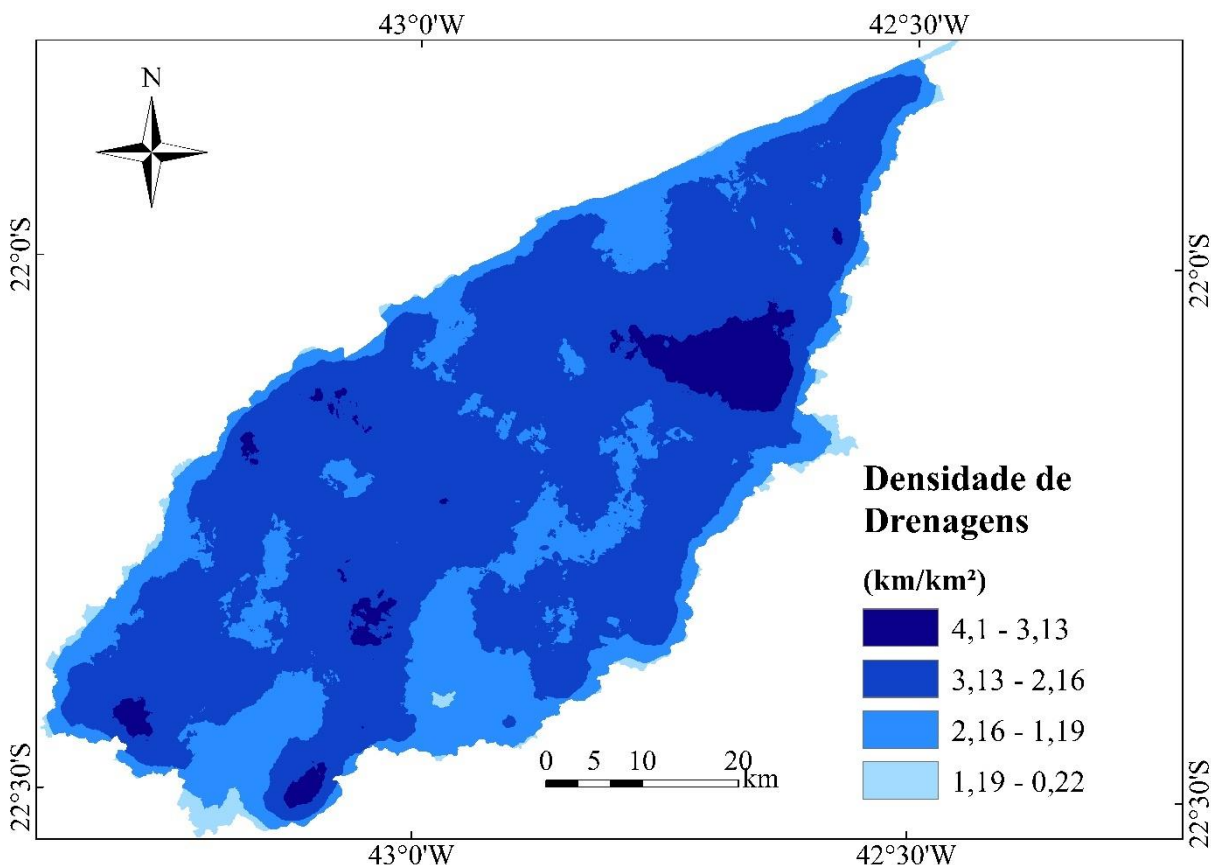 43°0'W
42°30'W
N
22°0'S
22°0'S
Densidade de
Drenagens
(km/km²)
4,1 - 3,13
3,13 - 2,16
2,16 - 1,19
1,19 - 0,22
0 5 10 20
km
22°30'S
22°30'S
43°0'W
42°30'W